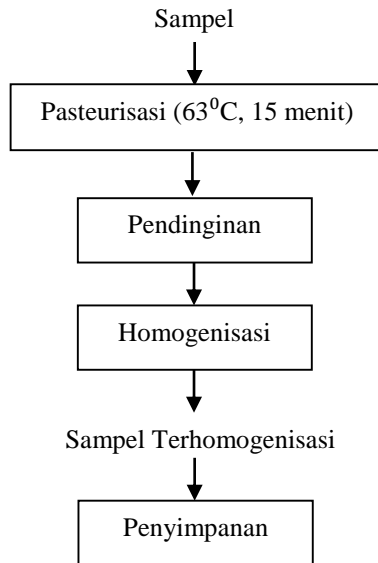 Sampel
Pasteurisasi (63⁰C, 15 menit)
Pendinginan
Homogenisasi
Sampel Terhomogenisasi
Penyimpanan